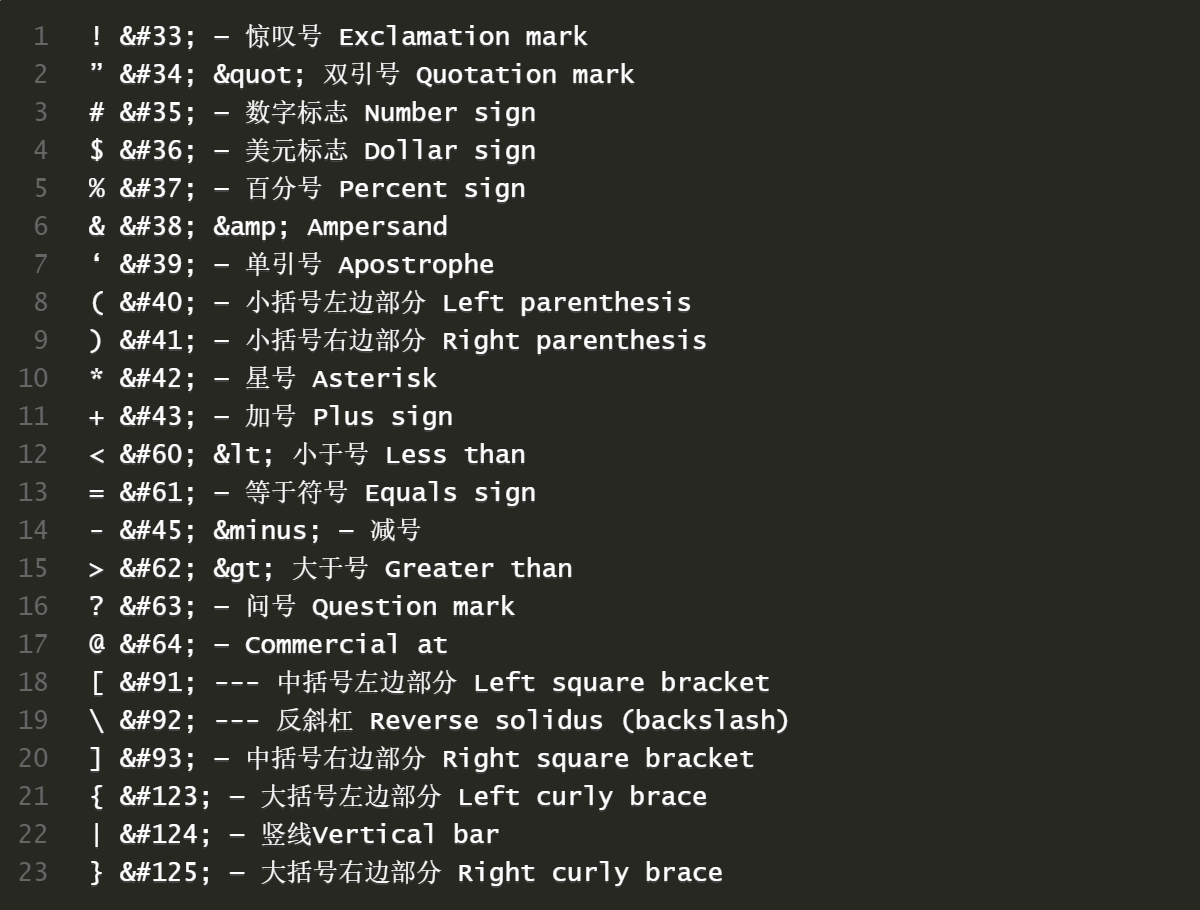 1 ! &#33; — 惊叹号 Exclamation mark
2 ” &#34; &quot; 双引号 Quotation mark
3 # &#35; — 数字标志 Number sign
4 $ &#36; — 美元标志 Dollar sign
5 % &#37; — 百分号 Percent sign
6 & &#38; &amp; Ampersand
7 ‘ &#39; — 单引号 Apostrophe
8 ( &#40; — 小括号左边部分 Left parenthesis
9 ) &#41; — 小括号右边部分 Right parenthesis
10 * &#42; — 星号 Asterisk
11 + &#43; — 加号 Plus sign
12 < &#60; &lt; 小于号 Less than
13 = &#61; — 等于符号 Equals sign
14 - &#45; &minus; — 减号
15 > &#62; &gt; 大于号 Greater than
16 ? &#63; — 问号 Question mark
17 @ &#64; — Commercial at
18 [ &#91; --- 中括号左边部分 Left square bracket
19 \ &#92; --- 反斜杠 Reverse solidus (backslash)
20 ] &#93; — 中括号右边部分 Right square bracket
21 { &#123; — 大括号左边部分 Left curly brace
22 | &#124; — 竖线Vertical bar
23 } &#125; — 大括号右边部分 Right curly brace